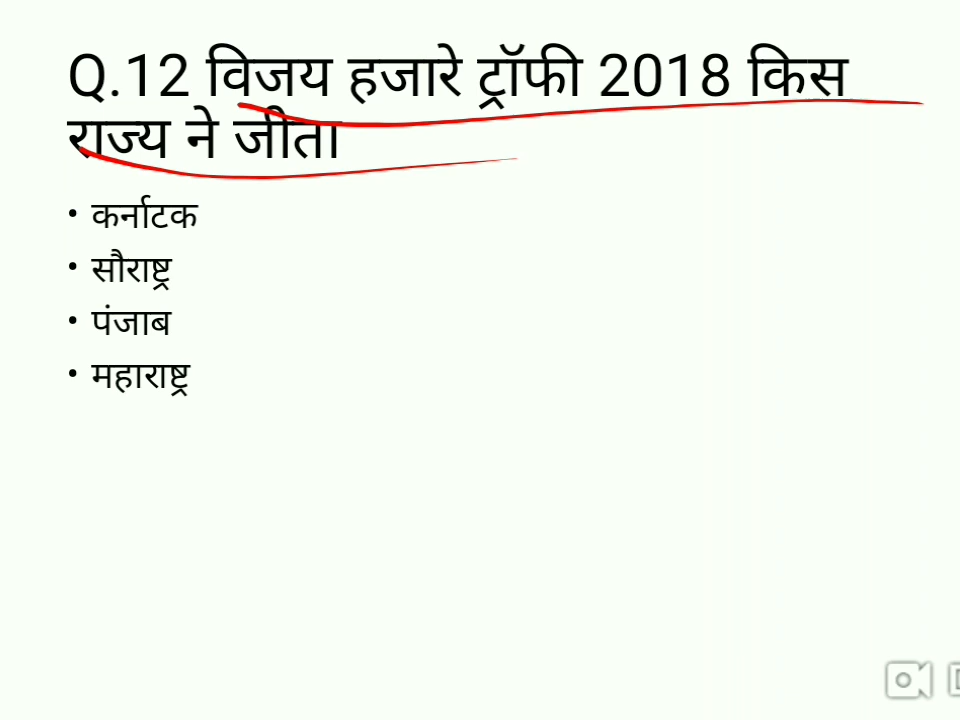 Q.12 विजय हजारे ट्रॉफी 2018 किस
राज्य ने जीता
• कर्नाटक
• सौराष्ट्र
• पंजाब
• महाराष्ट्र